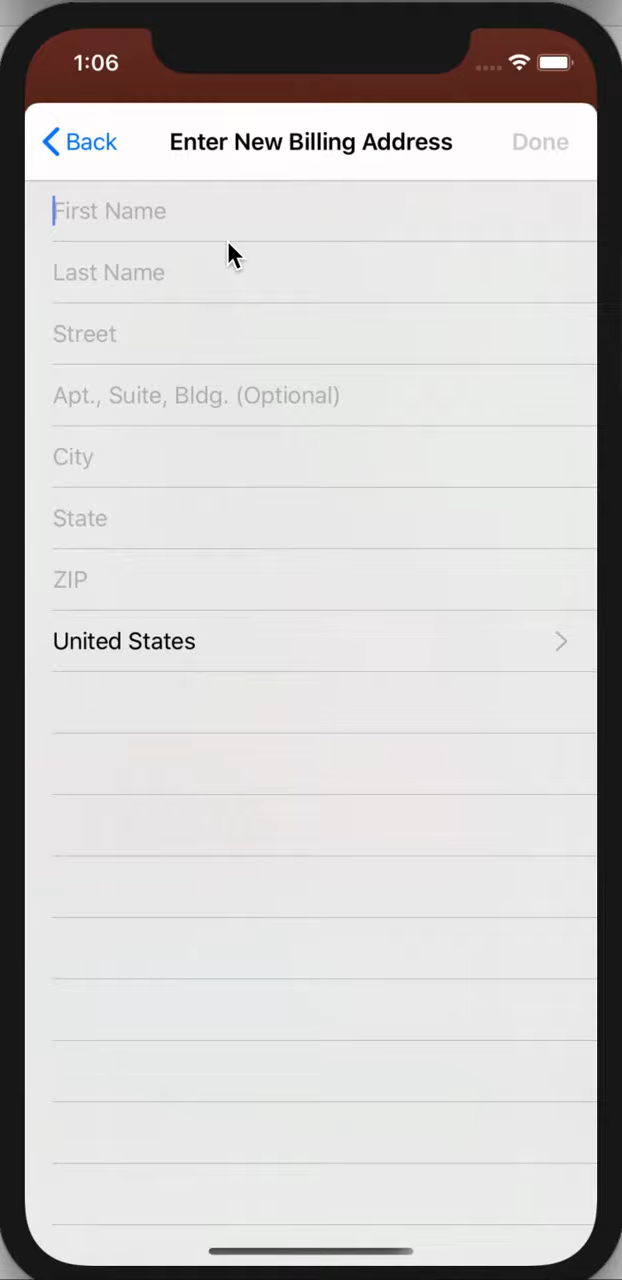 1:06
Back Enter New Billing Address Done
First Name
Last Name
Street
Apt., Suite, Bldg. (Optional)
City
State
ZIP
United States